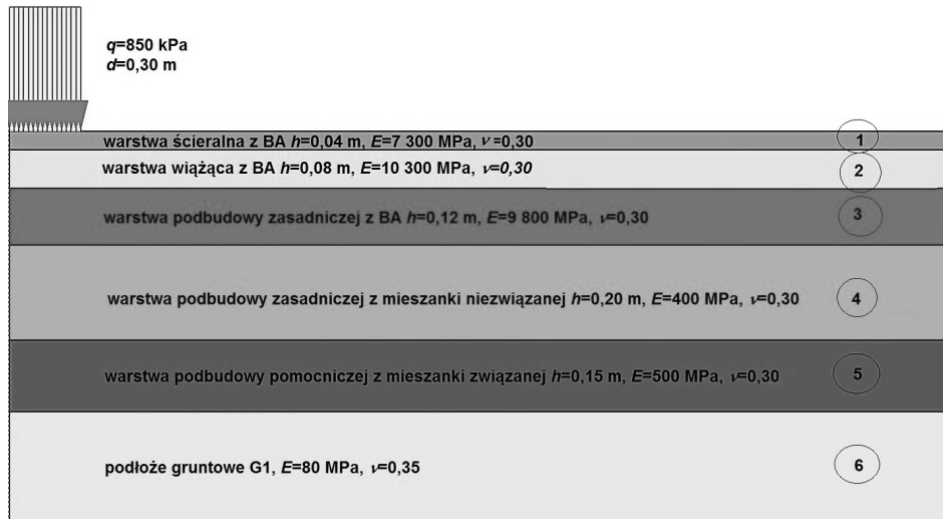 q=850 kPa
d=0,30 m
warstwa ścieralna z BA h=0,04 m, E=7 300 MPa, ν=0,30 1
warstwa wiążąca z BA h=0,08 m, E=10 300 MPa, ν=0,30 2
warstwa podbudowy zasadniczej z BA h=0,12 m, E=9 800 MPa, ν=0,30 3
warstwa podbudowy zasadniczej z mieszanki niezwiązanej h=0,20 m, E=400 MPa, ν=0,30 4
warstwa podbudowy pomocniczej z mieszanki związanej h=0,15 m, E=500 MPa, ν=0,30 5
podłoże gruntowe G1, E=80 MPa, ν=0,35 6